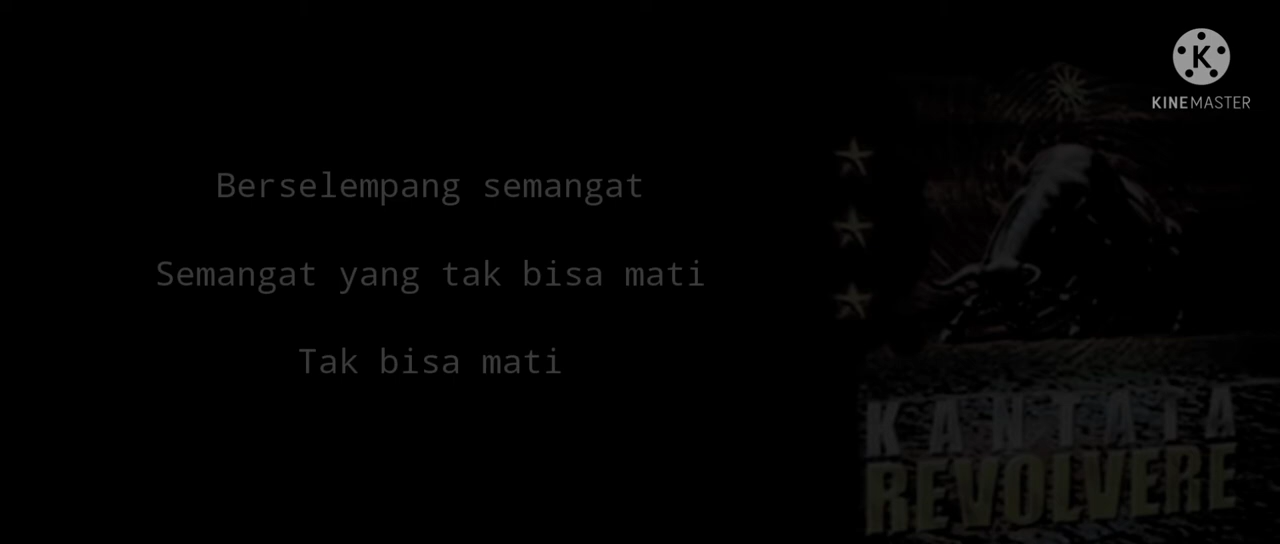 KINEMASTER
Berselempang semangat
Semangat yang tak bisa mati
Tak bisa mati
KANTATA
REVOLVERE